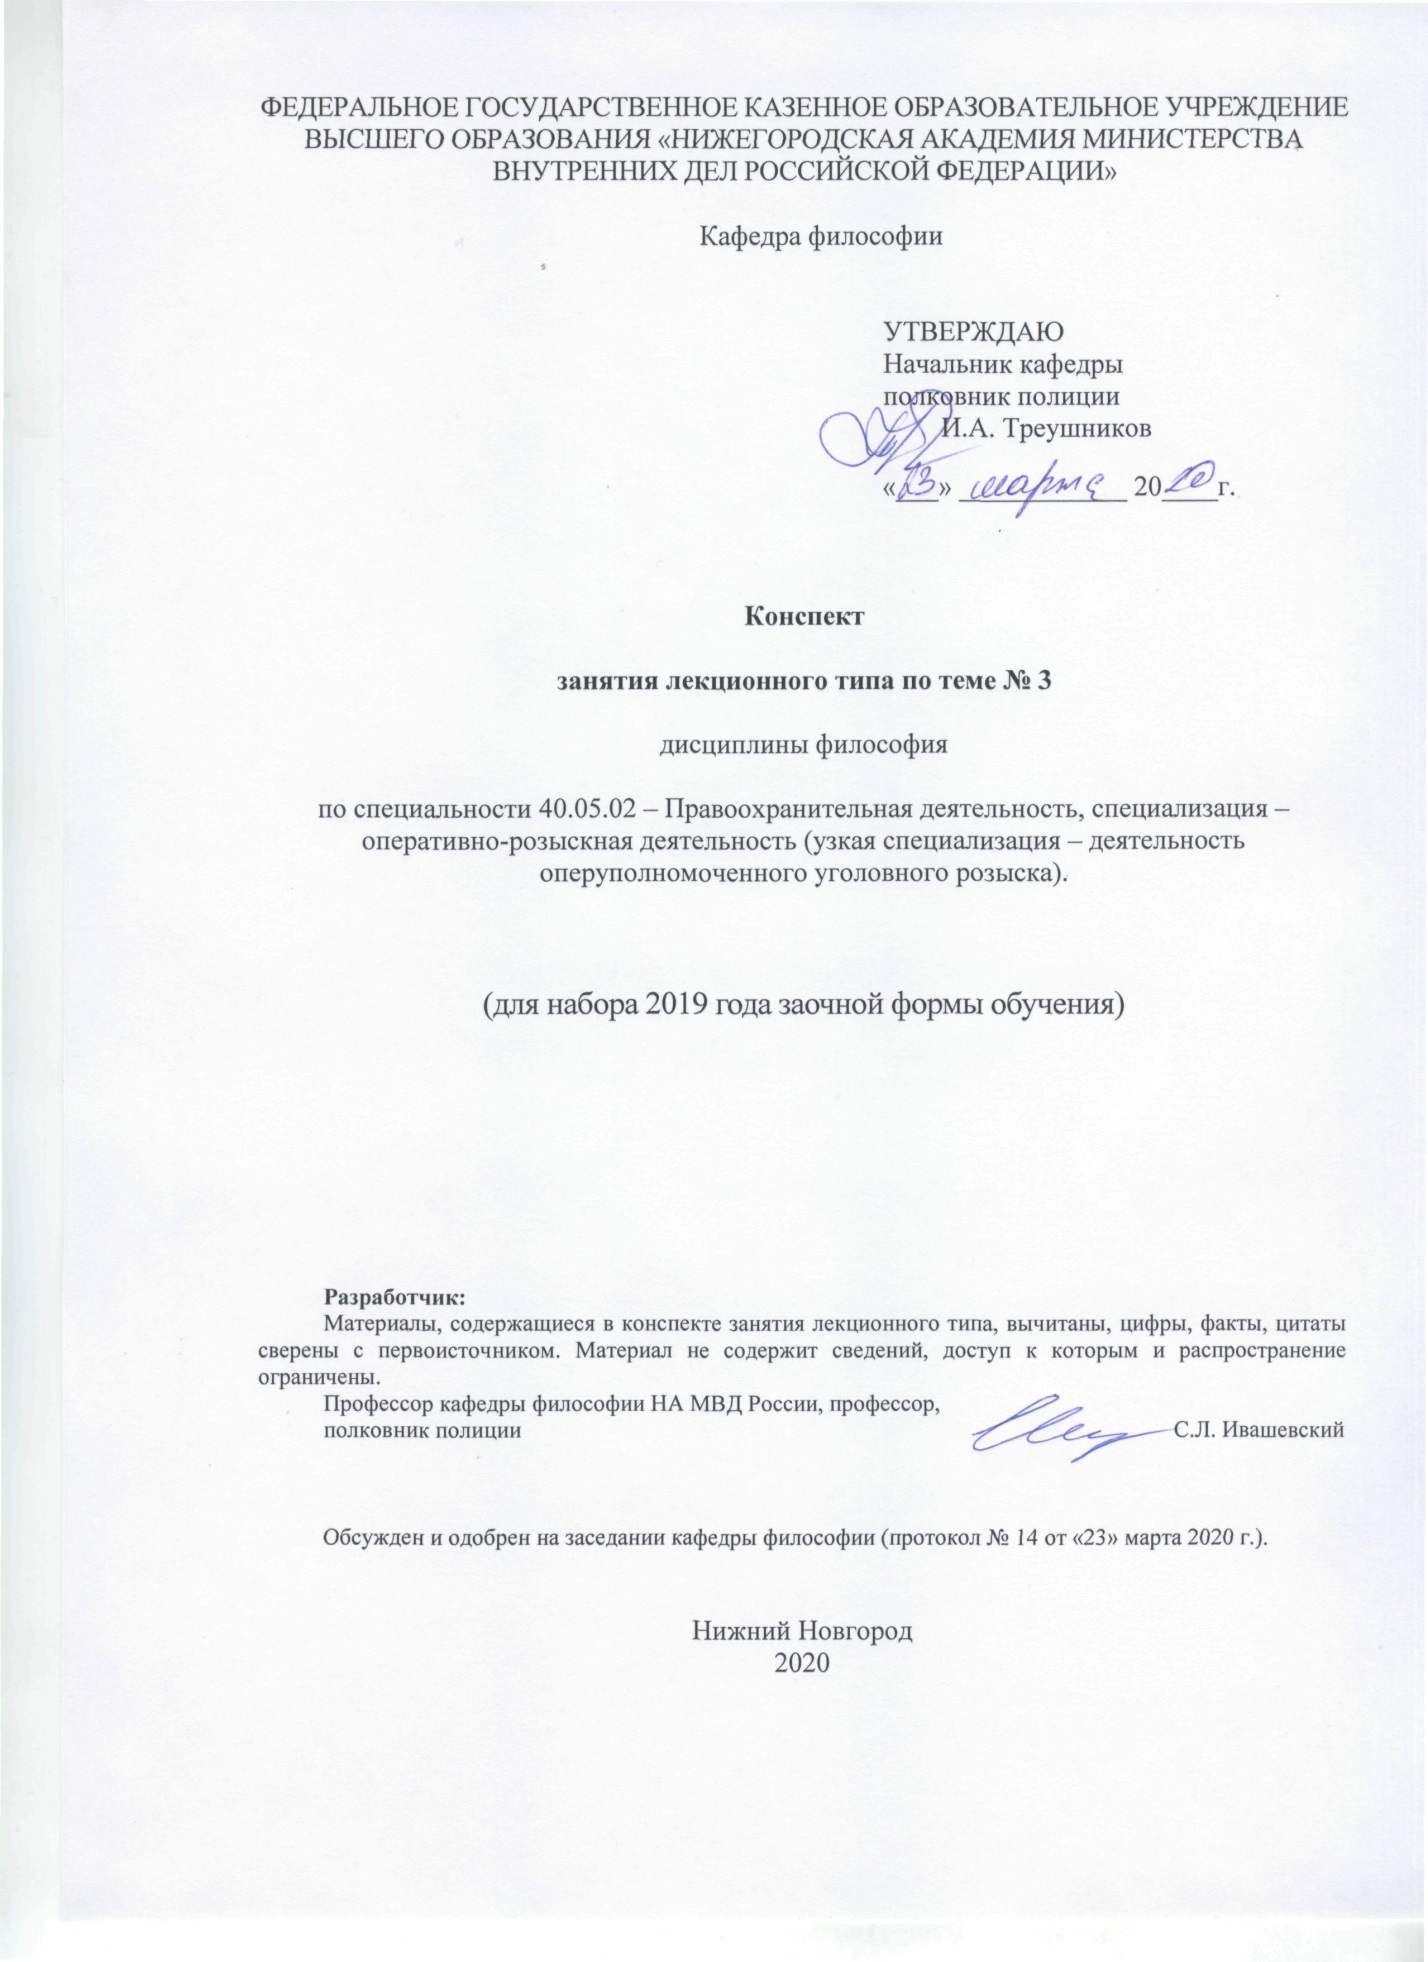 ФЕДЕРАЛЬНОЕ ГОСУДАРСТВЕННОЕ КАЗЕННОЕ ОБРАЗОВАТЕЛЬНОЕ УЧРЕЖДЕНИЕ
ВЫСШЕГО ОБРАЗОВАНИЯ «НИЖЕГОРОДСКАЯ АКАДЕМИЯ МИНИСТЕРСТВА
ВНУТРЕННИХ ДЕЛ РОССИЙСКОЙ ФЕДЕРАЦИИ»
Кафедра философии
УТВЕРЖДАЮ
Начальник кафедры
полковник полиции
И.А. Треушников
«23» марта 2020 г.
Конспект
занятия лекционного типа по теме № 3
дисциплины философия
по специальности 40.05.02 – Правоохранительная деятельность, специализация –
оперативно-розыскная деятельность (узкая специализация – деятельность
оперуполномоченного уголовного розыска).
(для набора 2019 года заочной формы обучения)
Разработчик:
Материалы, содержащиеся в конспекте занятия лекционного типа, вычитаны, цифры, факты, цитаты
сверены с первоисточником. Материал не содержит сведений, доступ к которым и распространение
ограничены.
Профессор кафедры философии НА МВД России, профессор,
полковник полиции С.Л. Ивашевский
Обсужден и одобрен на заседании кафедры философии (протокол № 14 от «23» марта 2020 г.).
Нижний Новгород
2020